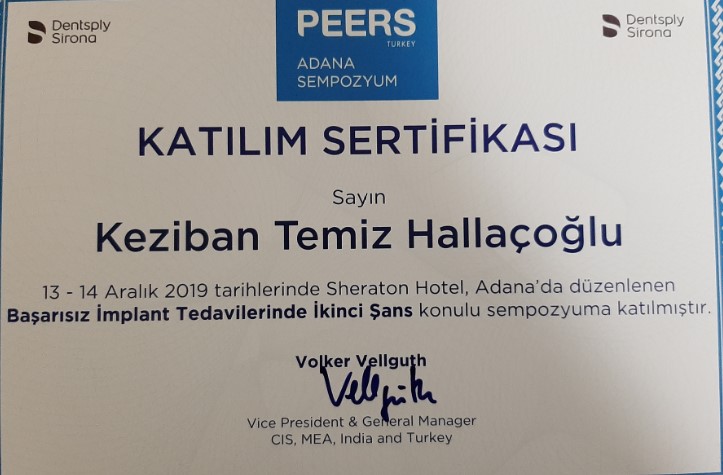 Dentsply
Sirona
PEERS
TURKEY
ADANA
SEMPOZYUM
Dentsply
Sirona
KATILIM SERTİFİKASI
Sayın
Keziban Temiz Hallaçoğlu
13 - 14 Aralık 2019 tarihlerinde Sheraton Hotel, Adana'da düzenlenen
Başarısız İmplant Tedavilerinde İkinci Şans konulu sempozyuma katılmıştır.
Volker Vellguth
Vellguth
Vice President & General Manager
CIS, MEA, India and Turkey